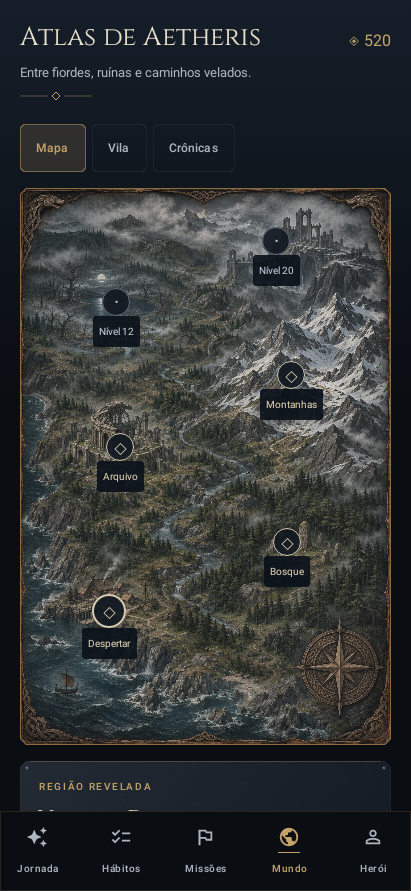 Atlas de Aetheris
520
Entre fiordes, ruínas e caminhos velados.
Mapa
Vila
Crônicas
Nível 20
Nível 12
Montanhas
Arquivo
Bosque
Despertar
REGIÃO REVELADA
Jornada
Hábitos
Missões
Mundo
Herói